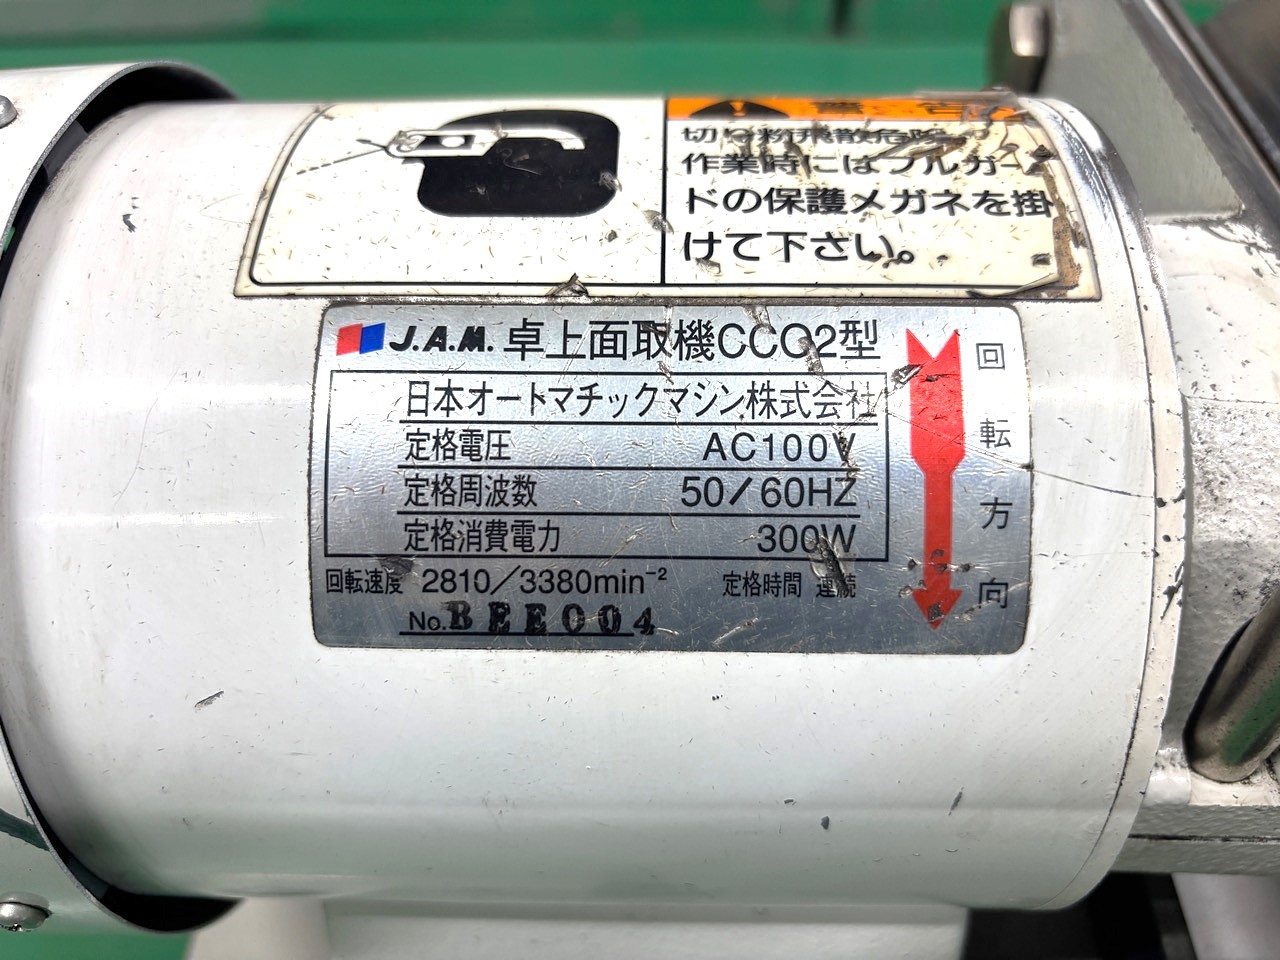 警告
切り粉飛散危険
作業時にはフルガー
ドの保護メガネを掛
けて下さい。
J.A.M. 卓上面取機CCO2型
日本オートマチックマシン株式会社
定格電圧 AC100V
定格周波数 50/60HZ
定格消費電力 300W
回転速度 2810/3380min⁻² 定格時間 連続
No.BEE004
回転方向